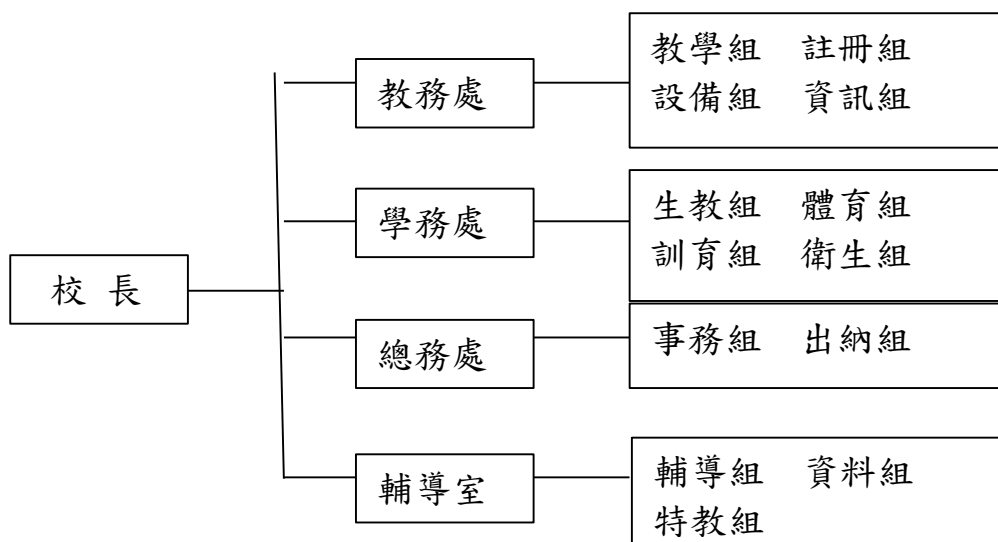 校長
教務處
教學組 註冊組
設備組 資訊組
學務處
生教組 體育組
訓育組 衛生組
總務處
事務組 出納組
輔導室
輔導組 資料組
特教組